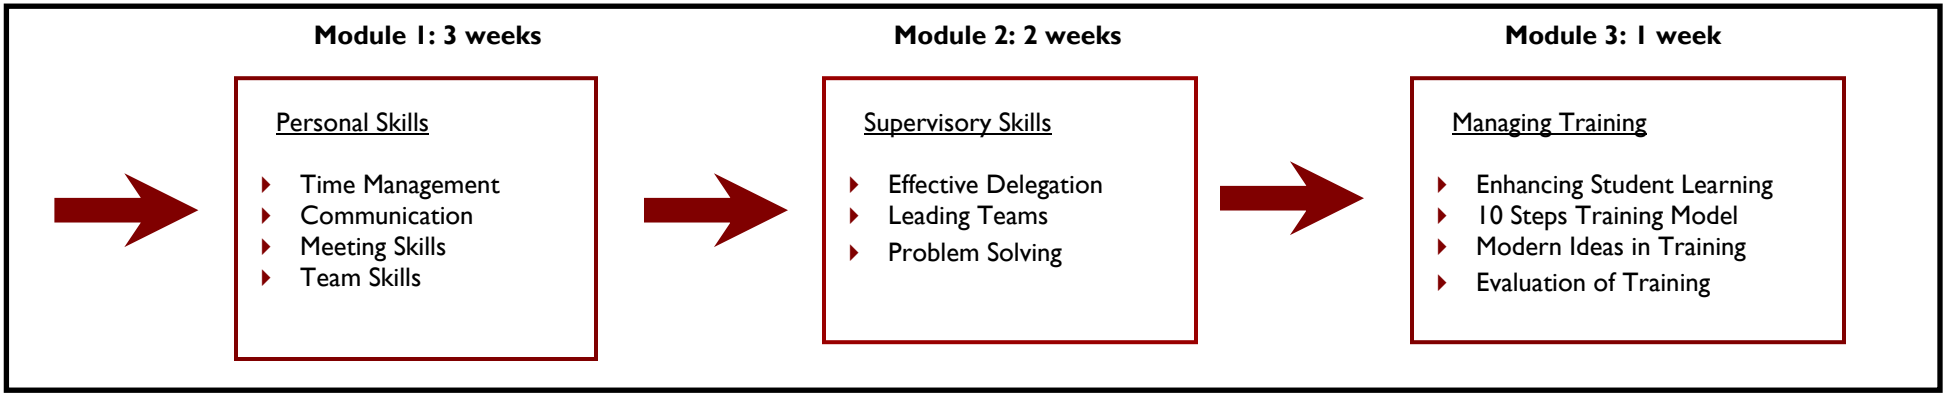 Module 1: 3 weeks
Personal Skills
Time Management
Communication
Meeting Skills
Team Skills
Module 2: 2 weeks
Supervisory Skills
Effective Delegation
Leading Teams
Problem Solving
Module 3: 1 week
Managing Training
Enhancing Student Learning
10 Steps Training Model
Modern Ideas in Training
Evaluation of Training